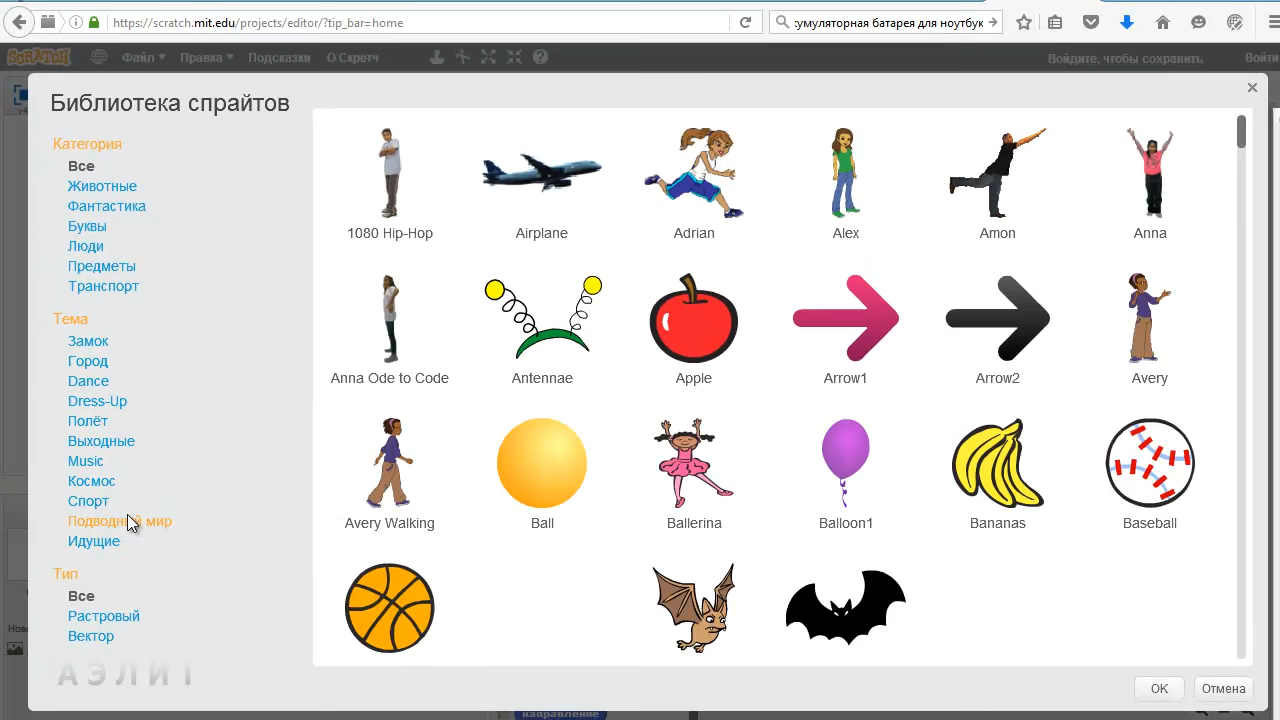 https://scratch.mit.edu/projects/editor/?tip_bar=home
:умуляторная батарея для ноутбук
SCRATCH Файл Правка Подсказки О Скретч Войдите, чтобы сохранить Войти
Библиотека спрайтов
Категория
Все
Животные
Фантастика
Буквы
Люди
Предметы
Транспорт
Тема
Замок
Город
Dance
Dress-Up
Полёт
Выходные
Music
Космос
Спорт
Подводный мир
Идущие
Тип
Все
Растровый
Вектор
1080 Hip-Hop Airplane Adrian Alex Amon Anna
Anna Ode to Code Antennae Apple Arrow1 Arrow2 Avery
Avery Walking Ball Ballerina Balloon1 Bananas Baseball
OK Отмена
направление